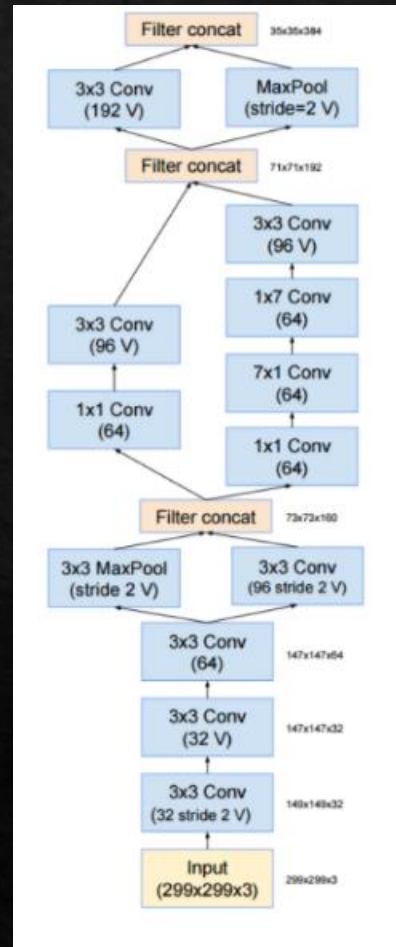 Filter concat
35x35x384
3x3 Conv
(192 V)
MaxPool
(stride=2 V)
Filter concat
71x71x192
3x3 Conv
(96 V)
1x7 Conv
(64)
3x3 Conv
(96 V)
7x1 Conv
(64)
1x1 Conv
(64)
1x1 Conv
(64)
Filter concat
73x73x160
3x3 MaxPool
(stride 2 V)
3x3 Conv
(96 stride 2 V)
3x3 Conv
(64)
147x147x64
3x3 Conv
(32 V)
147x147x32
3x3 Conv
(32 stride 2 V)
149x149x32
Input
(299x299x3)
299x299x3